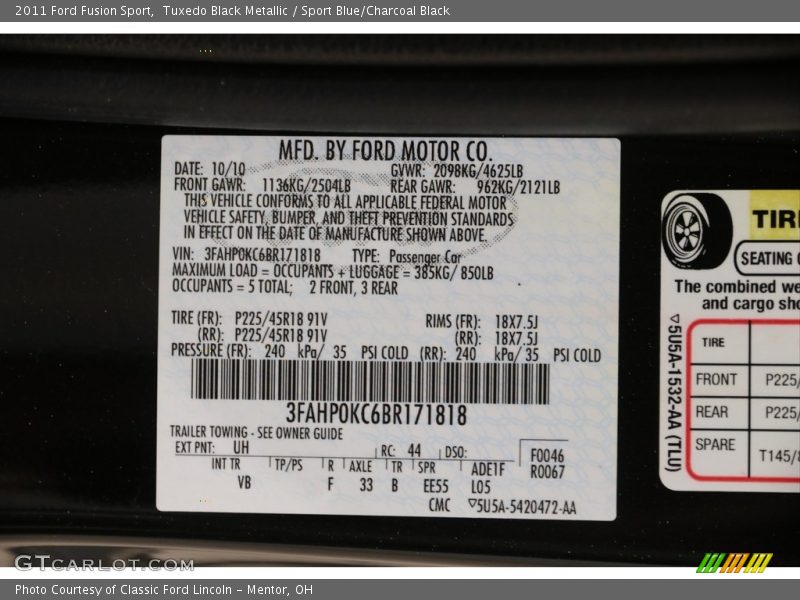 2011 Ford Fusion Sport,  Tuxedo Black Metallic / Sport Blue/Charcoal Black
MFD. BY FORD MOTOR CO.
DATE: 10/10 GVWR: 2098KG/4625LB
FRONT GAWR: 1136KG/2504LB REAR GAWR: 962KG/2121LB
THIS VEHICLE CONFORMS TO ALL APPLICABLE FEDERAL MOTOR
VEHICLE SAFETY, BUMPER, AND THEFT PREVENTION STANDARDS
IN EFFECT ON THE DATE OF MANUFACTURE SHOWN ABOVE.
VIN: 3FAHP0KC6BR171818 TYPE: Passenger Car
MAXIMUM LOAD = OCCUPANTS + LUGGAGE = 385KG/ 850LB
OCCUPANTS = 5 TOTAL; 2 FRONT, 3 REAR
TIRE (FR): P225/45R18 91V RIMS (FR): 18X7.5J
(RR): P225/45R18 91V (RR): 18X7.5J
PRESSURE (FR): 240 kPa/ 35 PSI COLD (RR): 240 kPa/ 35 PSI COLD
3FAHP0KC6BR171818
TRAILER TOWING - SEE OWNER GUIDE
EXT PNT: UH RC: 44 DSO: F0046
INT TR TP/PS R AXLE TR SPR ADE1F R0067
VB F 33 B EE55 L05
CMC ▽5U5A-5420472-AA
TIRE
SEATING
The combined we
and cargo sho
TIRE
FRONT P225/
REAR P225/
SPARE T145/8
▽5U5A-1532-AA (TLU)
GTCARLOT.COM
Photo Courtesy of Classic Ford Lincoln - Mentor, OH